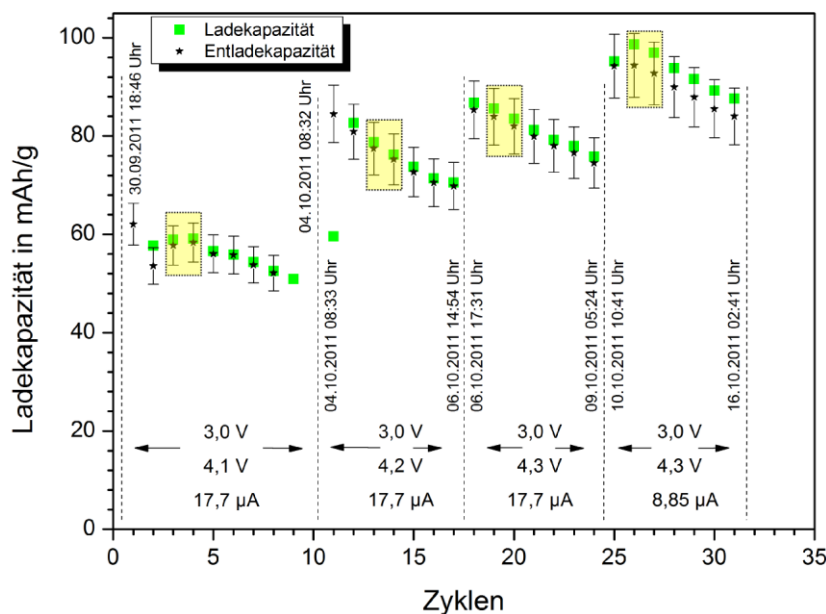 Ladekapazität
Entladekapazität
Ladekapazität in mAh/g
100
80
60
40
20
0
30.09.2011 18:46 Uhr
04.10.2011 08:32 Uhr
04.10.2011 08:33 Uhr
06.10.2011 14:54 Uhr
06.10.2011 17:31 Uhr
09.10.2011 05:24 Uhr
10.10.2011 10:41 Uhr
16.10.2011 02:41 Uhr
3,0 V
4,1 V
17,7 µA
3,0 V
4,2 V
17,7 µA
3,0 V
4,3 V
17,7 µA
3,0 V
4,3 V
8,85 µA
0 5 10 15 20 25 30 35
Zyklen